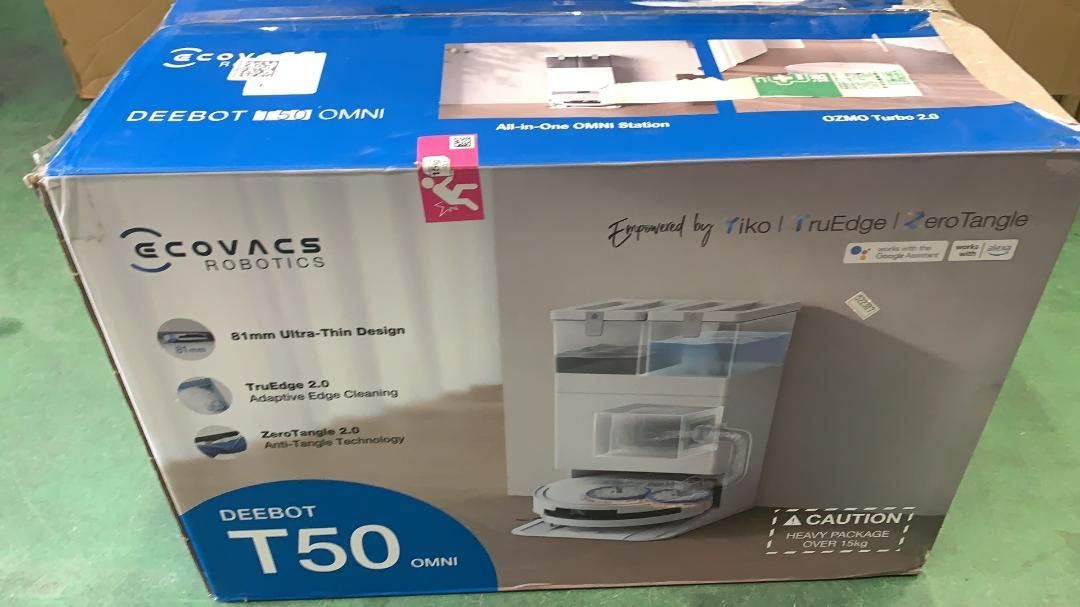 ECOVACS
DEEBOT T50 OMNI
All-in-One OMNI Station
OZMO Turbo 2.0
ECOVACS
ROBOTICS
Empowered by Yiko | TruEdge | ZeroTangle
works with the
Google Assistant
works
with alexa
81mm
81mm Ultra-Thin Design
TruEdge 2.0
Adaptive Edge Cleaning
ZeroTangle 2.0
Anti-Tangle Technology
DEEBOT
T50 OMNI
CAUTION
HEAVY PACKAGE
OVER 15kg